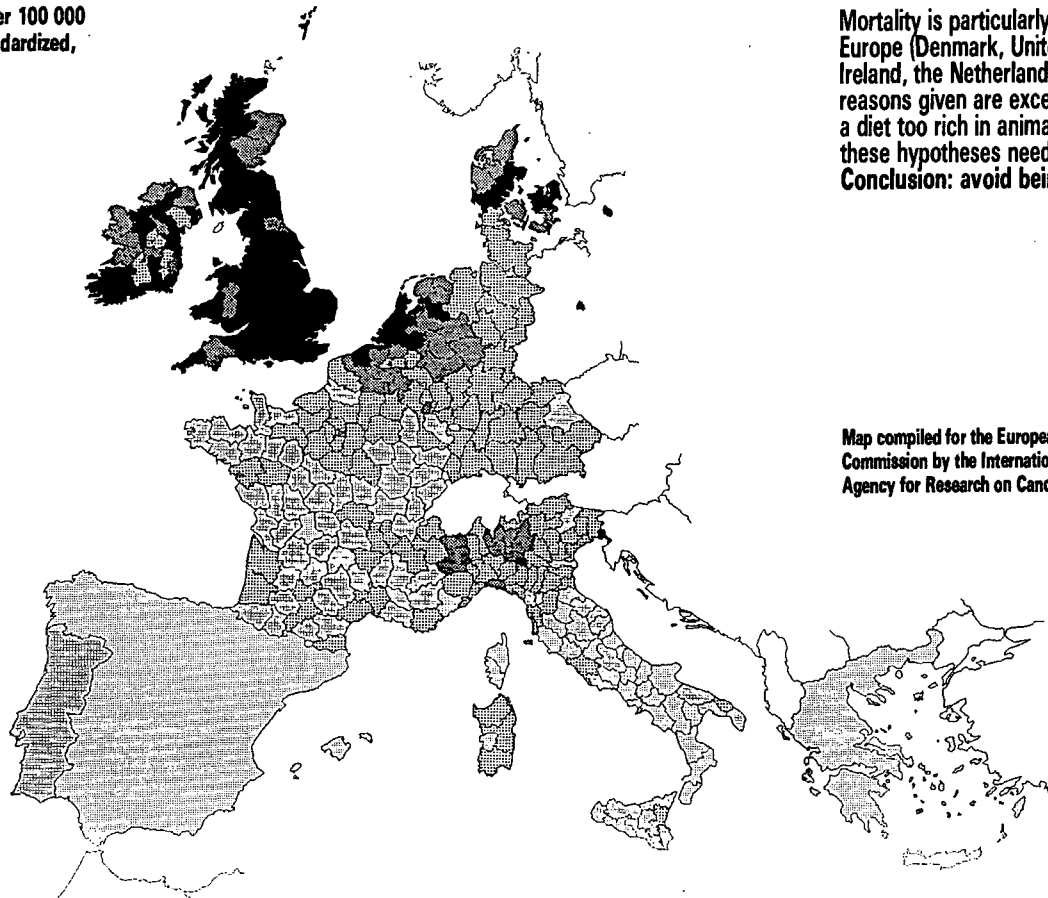 er 100 000
dardized,
Mortality is particularly
Europe (Denmark, Unit
Ireland, the Netherland
reasons given are exce
a diet too rich in anima
these hypotheses need
Conclusion: avoid bei
Map compiled for the Europea
Commission by the Internatio
Agency for Research on Canc